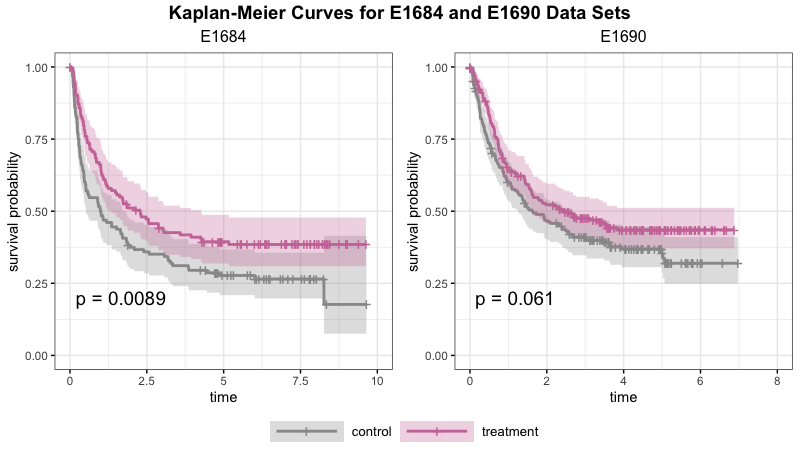 Kaplan-Meier Curves for E1684 and E1690 Data Sets
E1684
survival probability
1.00
0.75
0.50
0.25
0.00
p = 0.0089
0
2.5
5
7.5
10
time
E1690
survival probability
1.00
0.75
0.50
0.25
0.00
p = 0.061
0
2
4
6
8
time
control
treatment